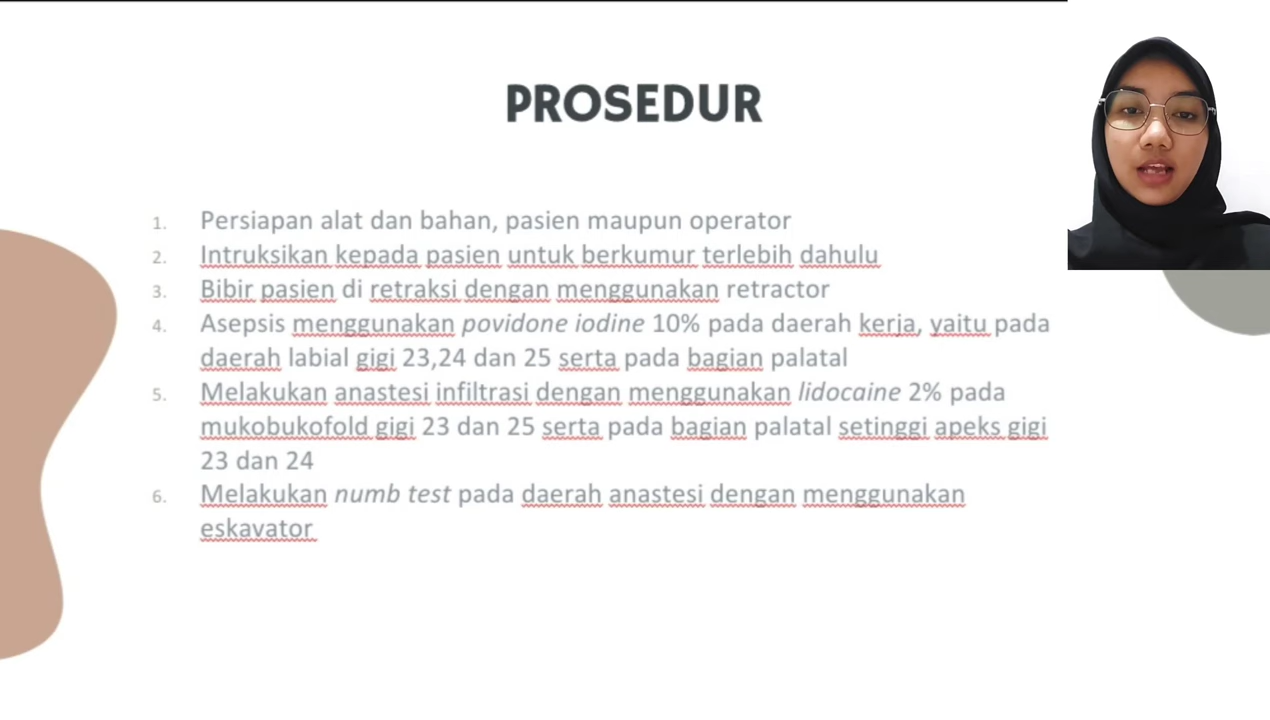 PROSEDUR
1. Persiapan alat dan bahan, pasien maupun operator
2. Intruksikan kepada pasien untuk berkumur terlebih dahulu
3. Bibir pasien di retraksi dengan menggunakan retractor
4. Asepsis menggunakan povidone iodine 10% pada daerah kerja, yaitu pada
daerah labial gigi 23,24 dan 25 serta pada bagian palatal
5. Melakukan anastesi infiltrasi dengan menggunakan lidocaine 2% pada
mukobukofold gigi 23 dan 25 serta pada bagian palatal setinggi apeks gigi
23 dan 24
6. Melakukan numb test pada daerah anastesi dengan menggunakan
eskavator